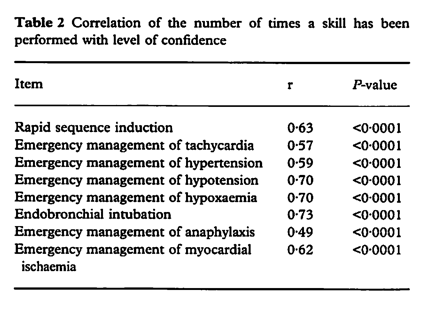 Table 2 Correlation of the number of times a skill has been
performed with level of confidence
Item r P-value
Rapid sequence induction 0·63 <0·0001
Emergency management of tachycardia 0·57 <0·0001
Emergency management of hypertension 0·59 <0·0001
Emergency management of hypotension 0·70 <0·0001
Emergency management of hypoxaemia 0·70 <0·0001
Endobronchial intubation 0·73 <0·0001
Emergency management of anaphylaxis 0·49 <0·0001
Emergency management of myocardial 0·62 <0·0001
ischaemia